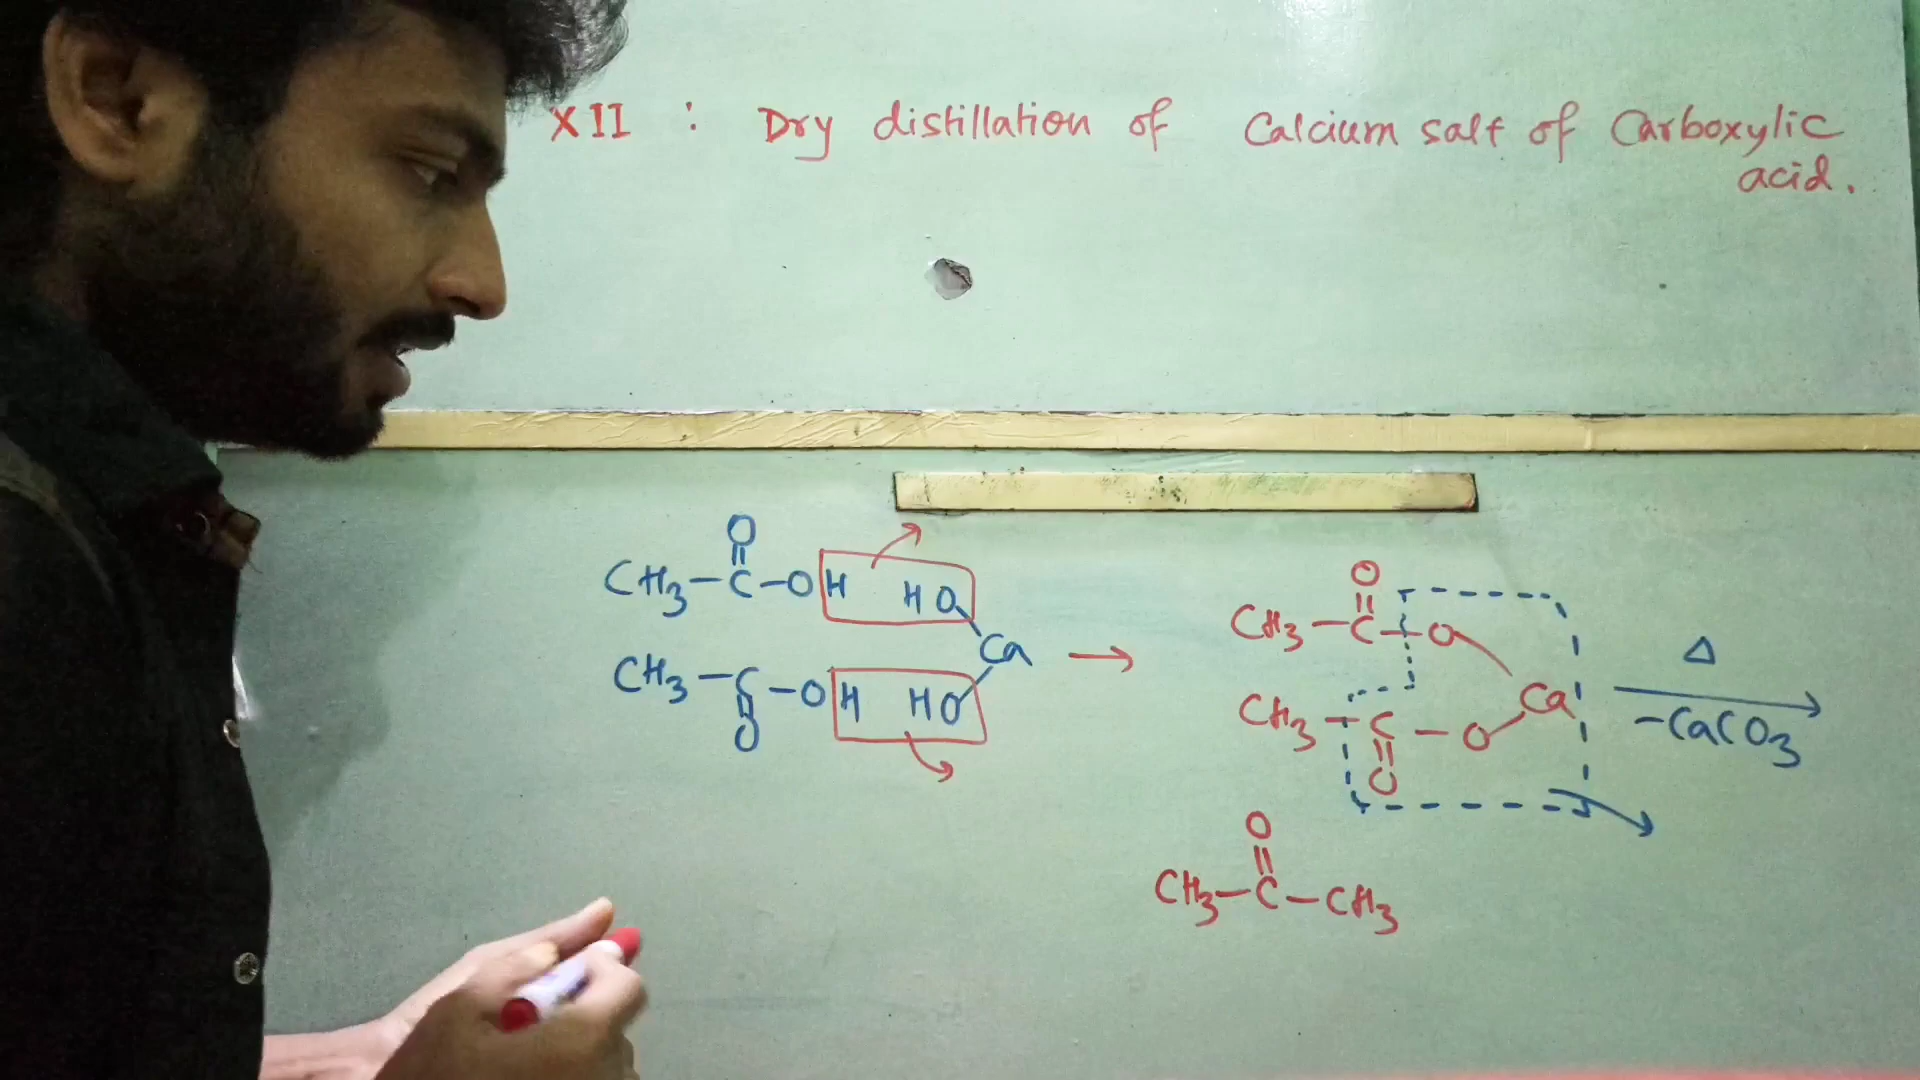 XII : Dry distillation of Calcium salt of Carboxylic
acid.
O
CH3-C-OH HO
Ca
CH3-C-OH HO
O
→
O
CH3-C-O
Ca
CH3-C-O
O
Δ
-CaCO3
O
CH3-C-CH3